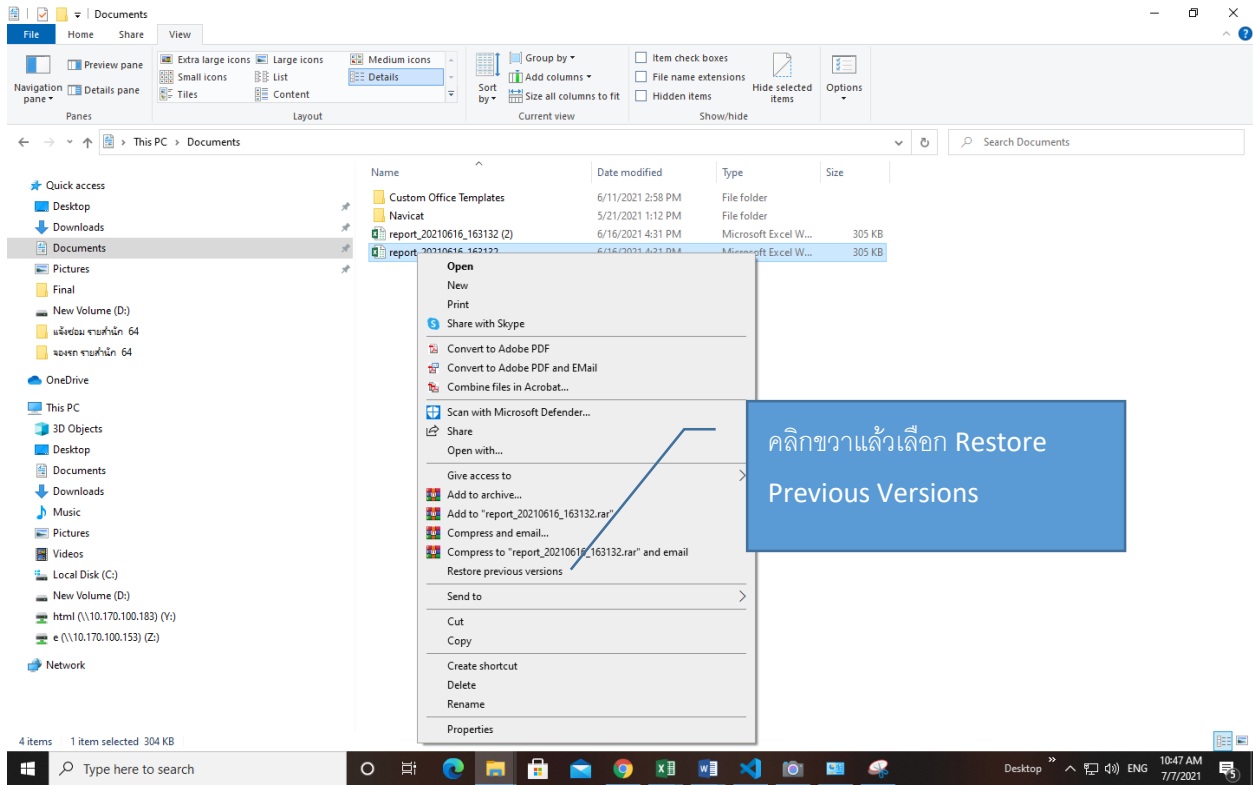 Documents
File Home Share View
Navigation pane
Preview pane
Details pane
Panes
Extra large icons Large icons Medium icons
Small icons List Details
Tiles Content
Layout
Sort by
Group by
Add columns
Size all columns to fit
Current view
Item check boxes
File name extensions
Hidden items
Hide selected items
Show/hide
Options
This PC > Documents
Search Documents
Quick access
Desktop
Downloads
Documents
Pictures
Final
New Volume (D:)
แจ้งซ่อม รายสำนัก 64
จองรถ รายสำนัก 64
OneDrive
This PC
3D Objects
Desktop
Documents
Downloads
Music
Pictures
Videos
Local Disk (C:)
New Volume (D:)
html (\\10.170.100.183) (Y:)
e (\\10.170.100.153) (Z:)
Network
Name Date modified Type Size
Custom Office Templates 6/11/2021 2:58 PM File folder
Navicat 5/21/2021 1:12 PM File folder
report_20210616_163132 (2) 6/16/2021 4:31 PM Microsoft Excel W... 305 KB
report_20210616_163132 6/16/2021 4:31 PM Microsoft Excel W... 305 KB
Open
New
Print
Share with Skype
Convert to Adobe PDF
Convert to Adobe PDF and EMail
Combine files in Acrobat...
Scan with Microsoft Defender...
Share
Open with...
Give access to
Add to archive...
Add to "report_20210616_163132.rar"
Compress and email...
Compress to "report_20210616_163132.rar" and email
Restore previous versions
Send to
Cut
Copy
Create shortcut
Delete
Rename
Properties
คลิกขวาแล้วเลือก Restore
Previous Versions
4 items 1 item selected 304 KB
Type here to search
Desktop ENG 10:47 AM
7/7/2021
5